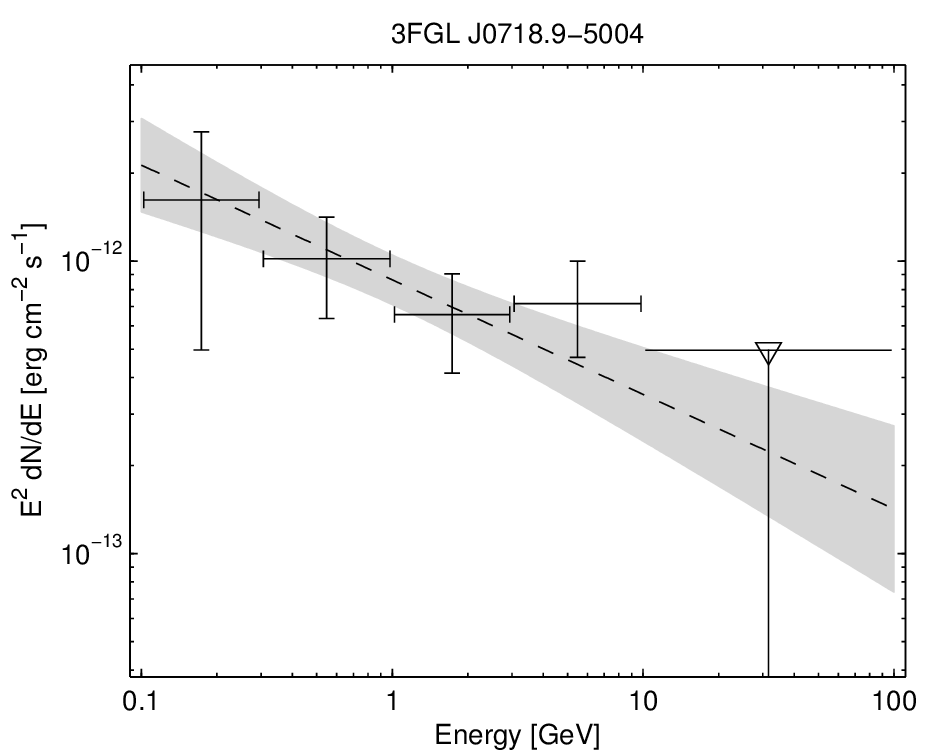 3FGL J0718.9−5004
E² dN/dE [erg cm⁻² s⁻¹]
10⁻¹²
10⁻¹³
0.1 1 10 100
Energy [GeV]